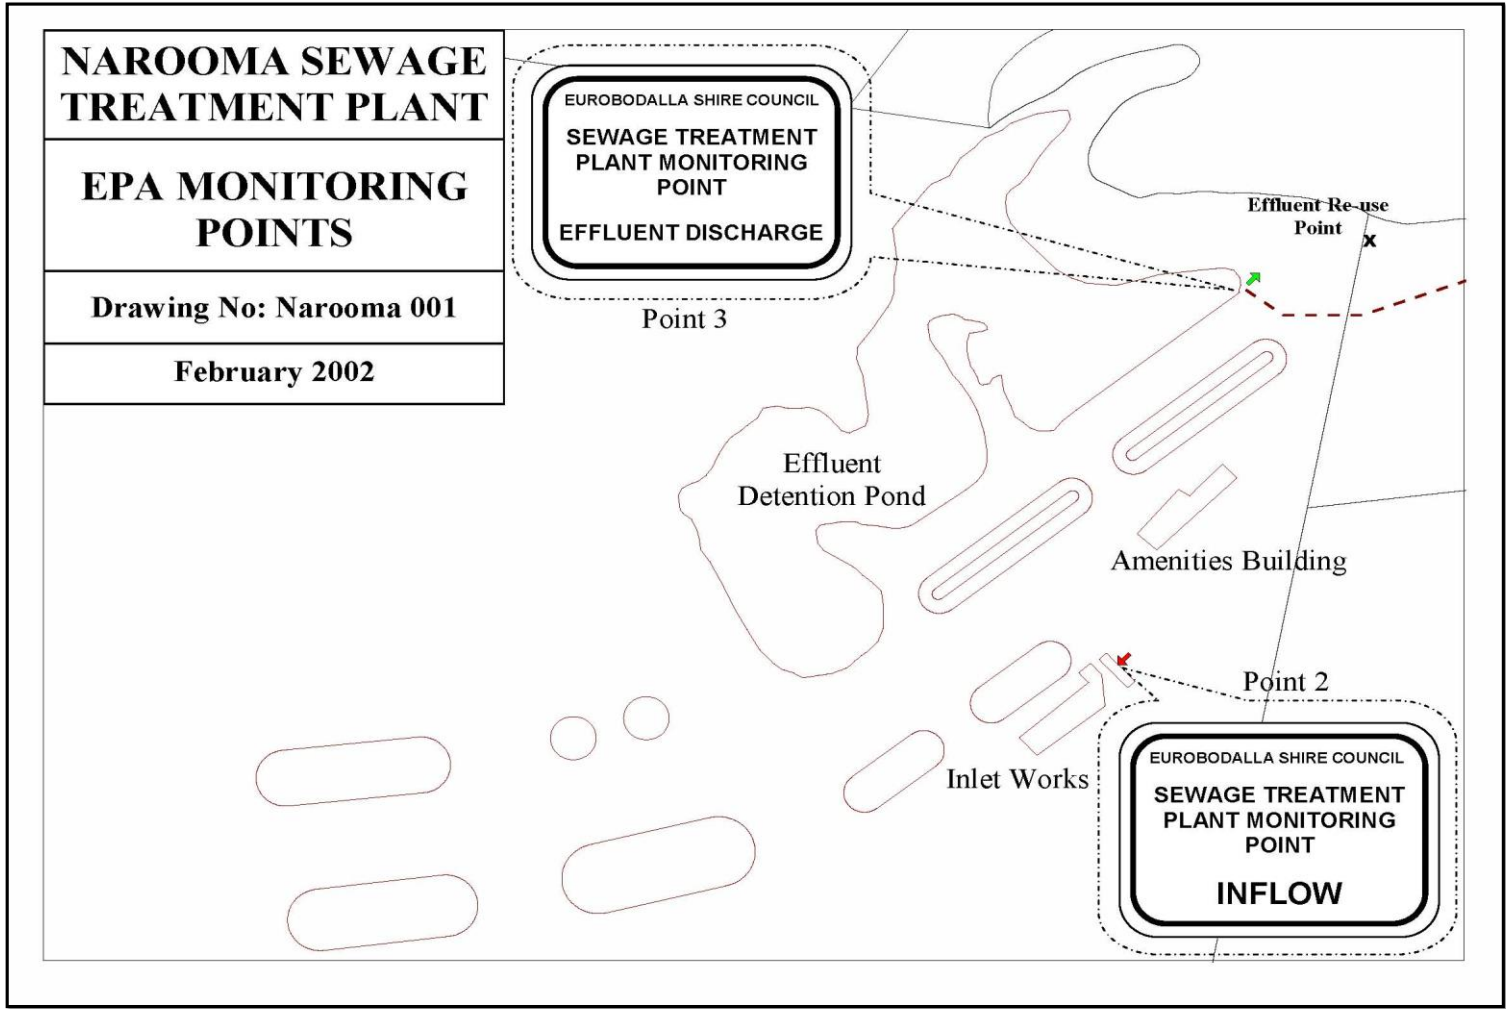 NAROOMA SEWAGE
TREATMENT PLANT
EPA MONITORING
POINTS
Drawing No: Narooma 001
February 2002
EUROBODALLA SHIRE COUNCIL
SEWAGE TREATMENT
PLANT MONITORING
POINT
EFFLUENT DISCHARGE
Point 3
Effluent Re-use
Point
x
Effluent
Detention Pond
Amenities Building
Point 2
Inlet Works
EUROBODALLA SHIRE COUNCIL
SEWAGE TREATMENT
PLANT MONITORING
POINT
INFLOW